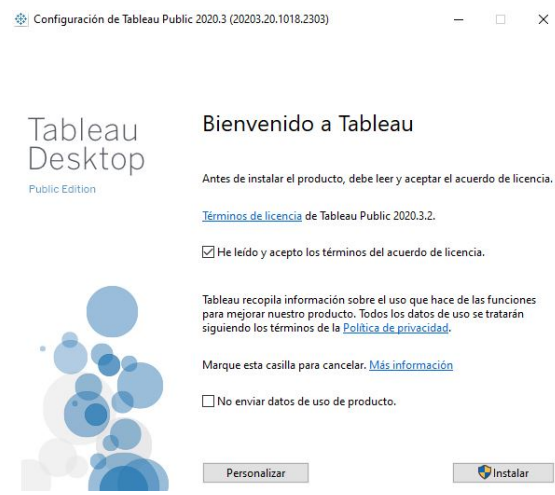 Configuración de Tableau Public 2020.3 (20203.20.1018.2303)
Tableau
Desktop
Public Edition
Bienvenido a Tableau
Antes de instalar el producto, debe leer y aceptar el acuerdo de licencia.
Términos de licencia de Tableau Public 2020.3.2.
He leído y acepto los términos del acuerdo de licencia.
Tableau recopila información sobre el uso que hace de las funciones
para mejorar nuestro producto. Todos los datos de uso se tratarán
siguiendo los términos de la Política de privacidad.
Marque esta casilla para cancelar. Más información
No enviar datos de uso de producto.
Personalizar
Instalar